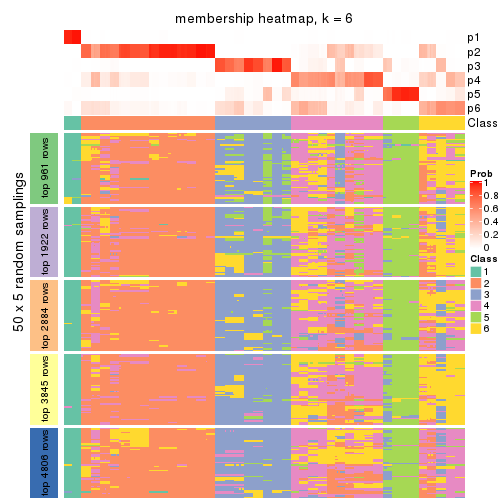 membership heatmap, k = 6
p1
p2
p3
p4
p5
p6
Class
50 x 5 random samplings
top 961 rows
top 1922 rows
top 2884 rows
top 3845 rows
top 4806 rows
Prob
1
0.8
0.6
0.4
0.2
0
Class
1
2
3
4
5
6